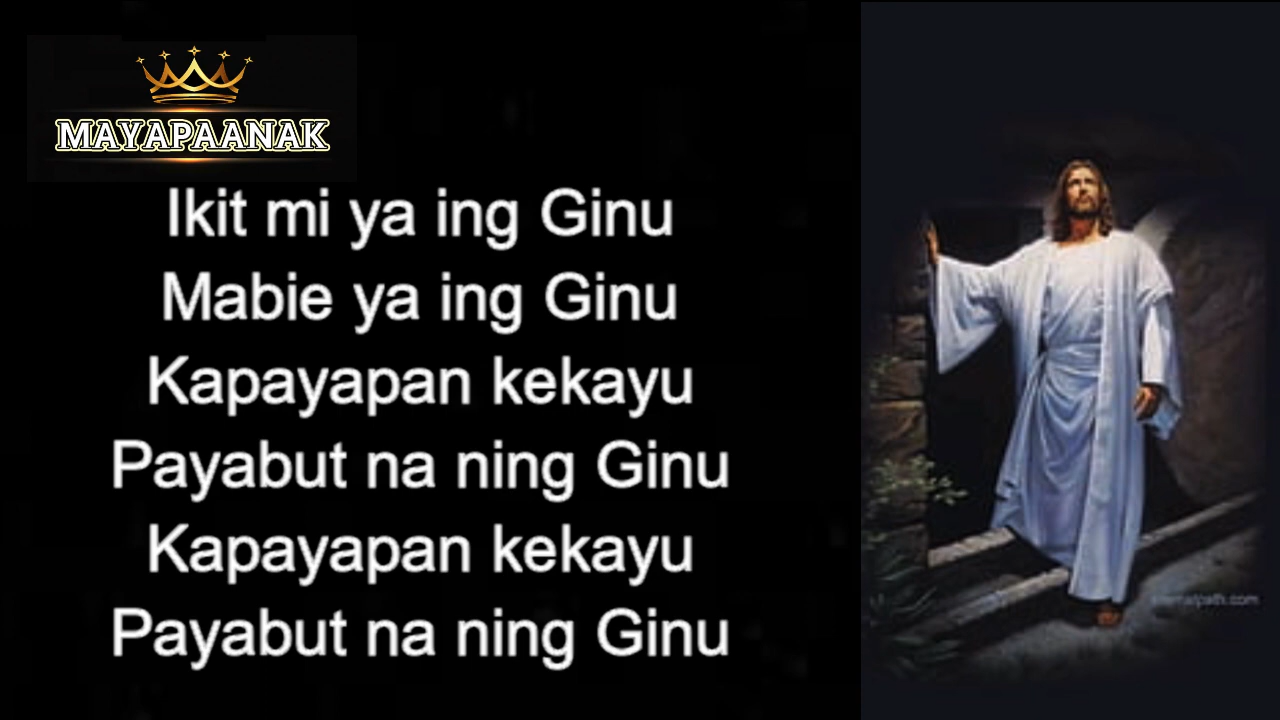 MAYAPAANAK
Ikit mi ya ing Ginu
Mabie ya ing Ginu
Kapayapan kekayu
Payabut na ning Ginu
Kapayapan kekayu
Payabut na ning Ginu